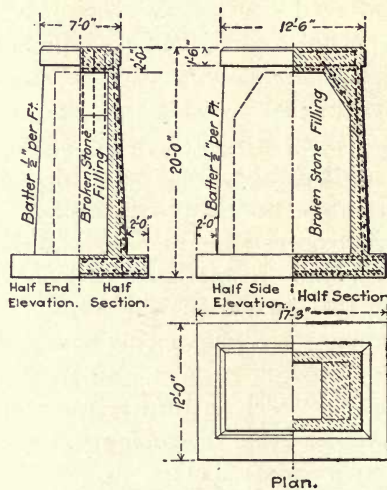 7'0"
12'-6"
2'-0"
1'-6"
Batter ½" per Ft.
Broken Stone
Filling
20'-0"
Batter ½" per Ft.
Broken Stone Filling
2'-0"
2'-0"
Half End
Elevation.
Half
Section.
Half Side
Elevation.
Half Section
17'-3"
12'-0"
Plan.